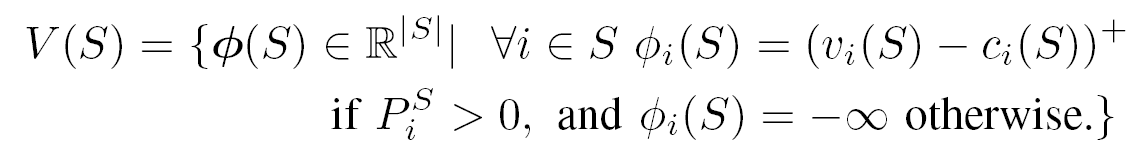 V(S) = {ϕ(S) ∈ ℝ^{|S|}| ∀i ∈ S ϕ_i(S) = (v_i(S) − c_i(S))^+
if P_i^S > 0, and ϕ_i(S) = −∞ otherwise.}